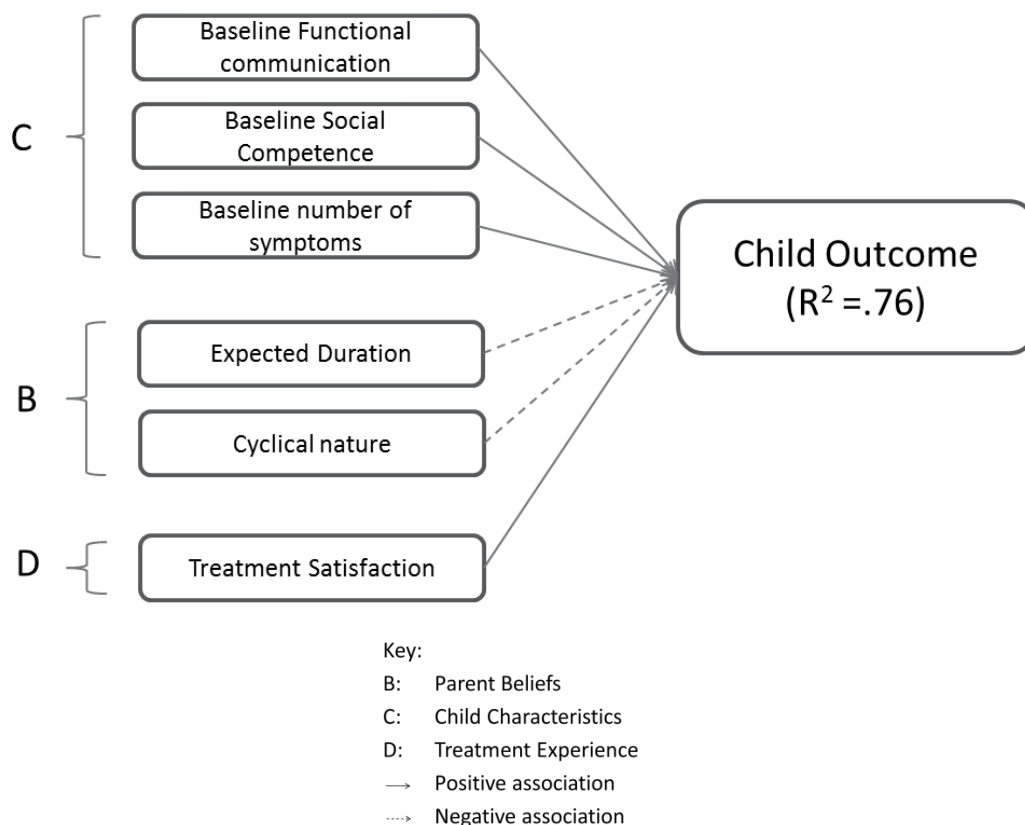 Baseline Functional
communication
C
Baseline Social
Competence
Baseline number of
symptoms
Child Outcome
(R² =.76)
B
Expected Duration
Cyclical nature
D
Treatment Satisfaction
Key:
B: Parent Beliefs
C: Child Characteristics
D: Treatment Experience
Positive association
Negative association